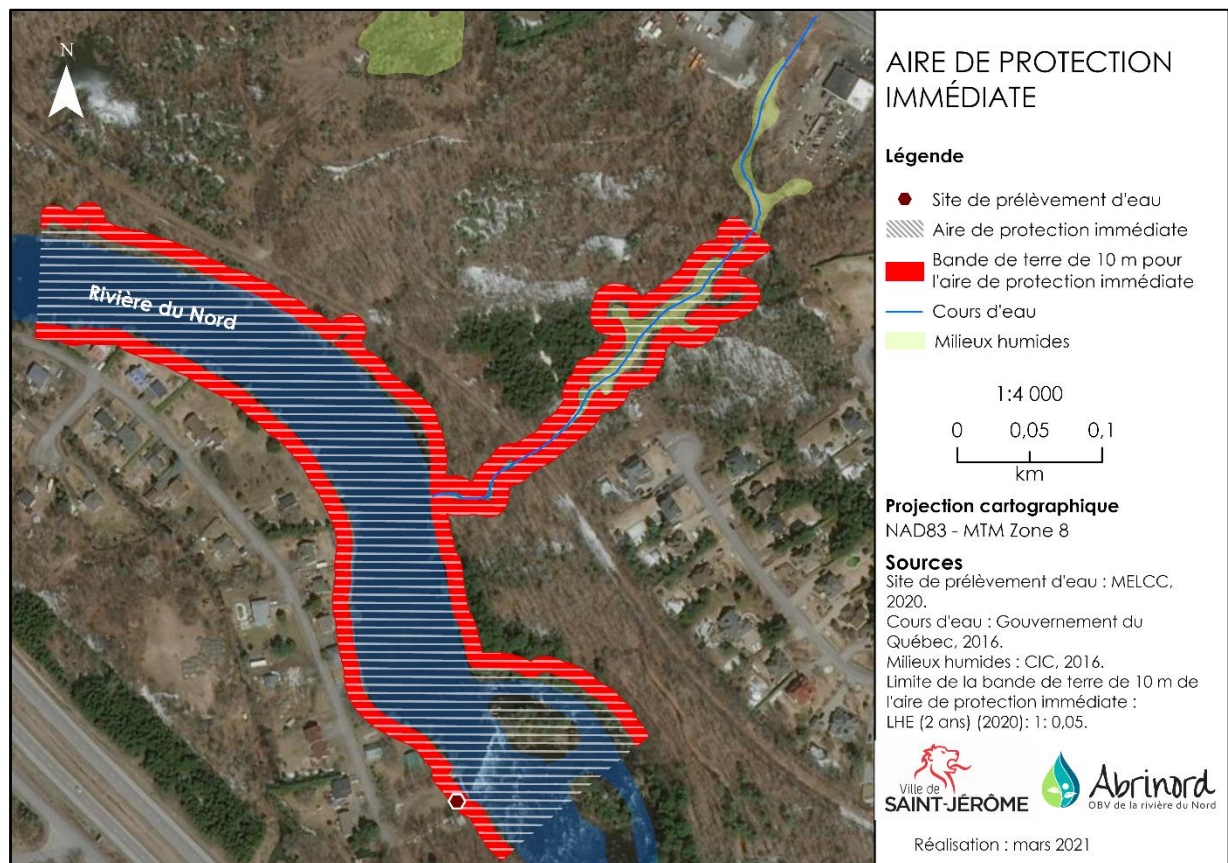 N
Rivière du Nord
AIRE DE PROTECTION
IMMÉDIATE
Légende
Site de prélèvement d'eau
Aire de protection immédiate
Bande de terre de 10 m pour
l'aire de protection immédiate
Cours d'eau
Milieux humides
1:4 000
0 0,05 0,1
km
Projection cartographique
NAD83 - MTM Zone 8
Sources
Site de prélèvement d'eau : MELCC,
2020.
Cours d'eau : Gouvernement du
Québec, 2016.
Milieux humides : CIC, 2016.
Limite de la bande de terre de 10 m de
l'aire de protection immédiate :
LHE (2 ans) (2020): 1: 0,05.
Ville de
SAINT-JÉRÔME
Abrinord
OBV de la rivière du Nord
Réalisation : mars 2021